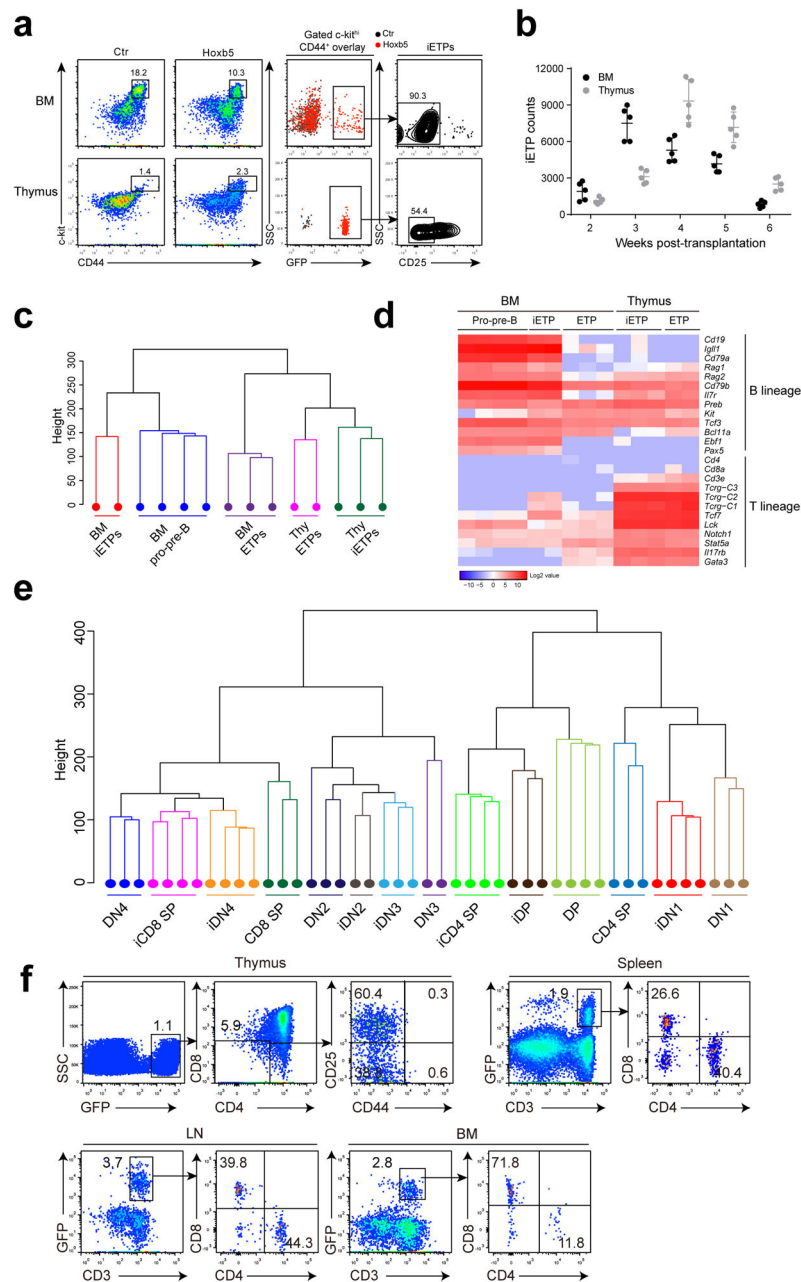 a
Ctr
Hoxb5
Gated c-kithi
CD44+ overlay
Ctr
Hoxb5
iETPs
BM
18.2
10.3
90.3
Thymus
1.4
2.3
54.4
c-kit
SSC
SSC
SSC
SSC
CD44
GFP
CD25
b
BM
Thymus
iETP counts
12000
9000
6000
3000
0
2
3
4
5
6
Weeks post-transplantation
c
Height
300
250
200
150
100
50
0
BM
iETPs
BM
pro-pre-B
BM
ETPs
Thy
ETPs
Thy
iETPs
d
BM
Thymus
Pro-pre-B
iETP
ETP
iETP
ETP
Cd19
Igll1
Cd79a
Rag1
Rag2
Cd79b
Il7r
Preb
Kit
Tcf3
Bcl11a
Ebf1
Pax5
Cd4
Cd8a
Cd3e
Tcrg-C3
Tcrg-C2
Tcrg-C1
Tcf7
Lck
Notch1
Stat5a
Il17rb
Gata3
B lineage
T lineage
−10
−5
0
5
10
Log2 value
e
Height
400
300
200
100
0
DN4
iCD8 SP
iDN4
CD8 SP
DN2
iDN2
iDN3
DN3
iCD4 SP
iDP
DP
CD4 SP
iDN1
DN1
f
Thymus
Spleen
1.1
5.9
60.4
0.3
38.8
0.6
1.9
26.6
40.4
SSC
GFP
CD8
CD4
CD25
CD44
GFP
CD3
CD8
CD4
LN
BM
3.7
39.8
44.3
2.8
71.8
11.8
GFP
CD3
CD8
CD4
GFP
CD3
CD8
CD4